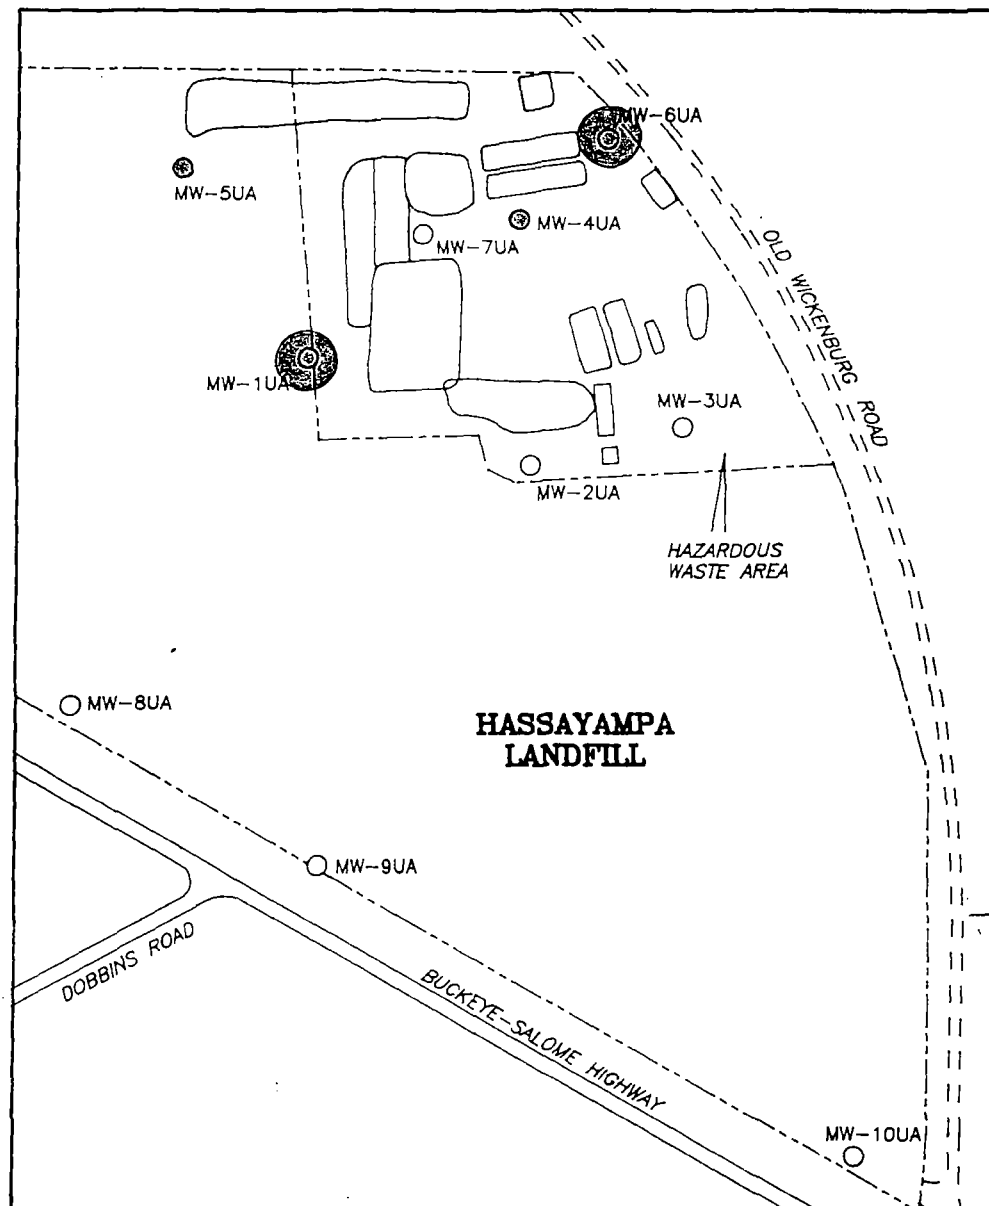 MW-6UA
MW-5UA
MW-4UA
MW-7UA
OLD WICKENBURG ROAD
MW-1UA
MW-3UA
MW-2UA
HAZARDOUS
WASTE AREA
MW-8UA
HASSAYAMPA
LANDFILL
MW-9UA
DOBBINS ROAD
BUCKEYE-SALOME HIGHWAY
MW-10UA